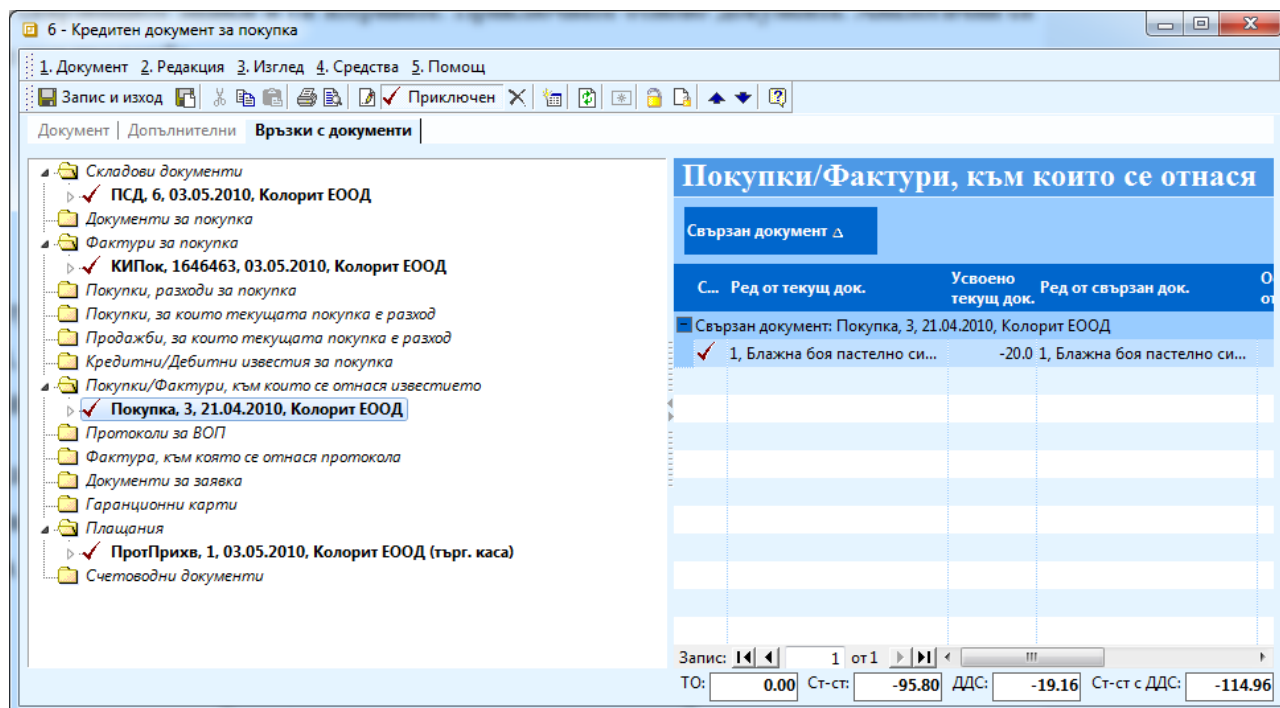 6 - Кредитен документ за покупка
1. Документ 2. Редакция 3. Изглед 4. Средства 5. Помощ
Запис и изход Приключен
Документ Допълнителни Връзки с документи
Складови документи
ПСД, 6, 03.05.2010, Колорит ЕООД
Документи за покупка
Фактури за покупка
КИПок, 1646463, 03.05.2010, Колорит ЕООД
Покупки, разходи за покупка
Покупки, за които текущата покупка е разход
Продажби, за които текущата покупка е разход
Кредитни/Дебитни известия за покупка
Покупки/Фактури, към които се отнася известието
Покупка, 3, 21.04.2010, Колорит ЕООД
Протоколи за ВОП
Фактура, към която се отнася протокола
Документи за заявка
Гаранционни карти
Плащания
ПротПрихв, 1, 03.05.2010, Колорит ЕООД (търг. каса)
Счетоводни документи
Покупки/Фактури, към които се отнася
Свързан документ
С... Ред от текущ док. Усвоено текущ док. Ред от свързан док.
Свързан документ: Покупка, 3, 21.04.2010, Колорит ЕООД
1, Блажна боя пастелно си... -20.0 1, Блажна боя пастелно си...
Запис: 1 от 1
ТО: 0.00 Ст-ст: -95.80 ДДС: -19.16 Ст-ст с ДДС: -114.96